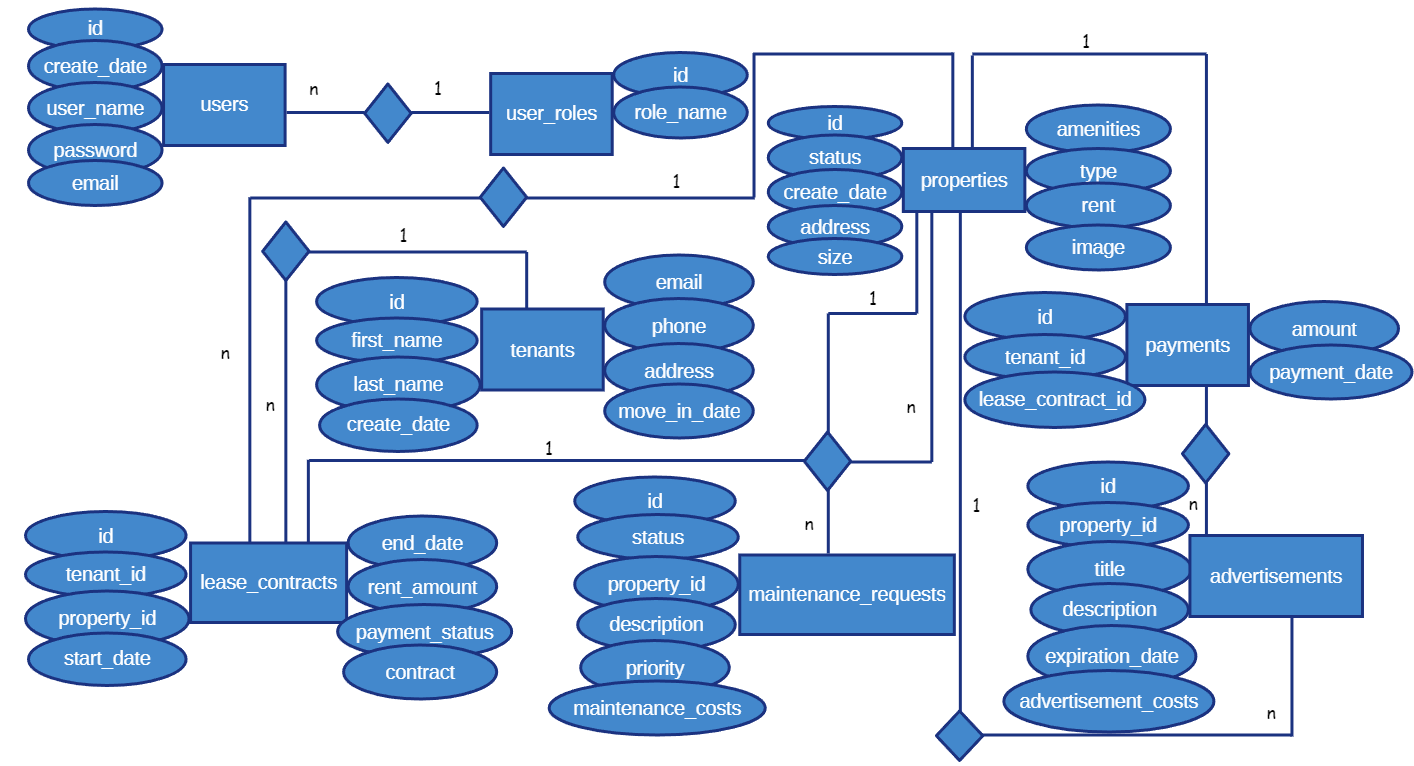 id
create_date
user_name
password
email
users
n
1
user_roles
id
role_name
1
n
1
n
tenants
id
first_name
last_name
create_date
email
phone
address
move_in_date
id
status
create_date
address
size
properties
amenities
type
rent
image
1
1
n
1
id
tenant_id
lease_contract_id
payments
amount
payment_date
n
1
n
id
tenant_id
property_id
start_date
lease_contracts
end_date
rent_amount
payment_status
contract
id
status
property_id
description
priority
maintenance_costs
maintenance_requests
id
property_id
title
description
expiration_date
advertisement_costs
advertisements
n